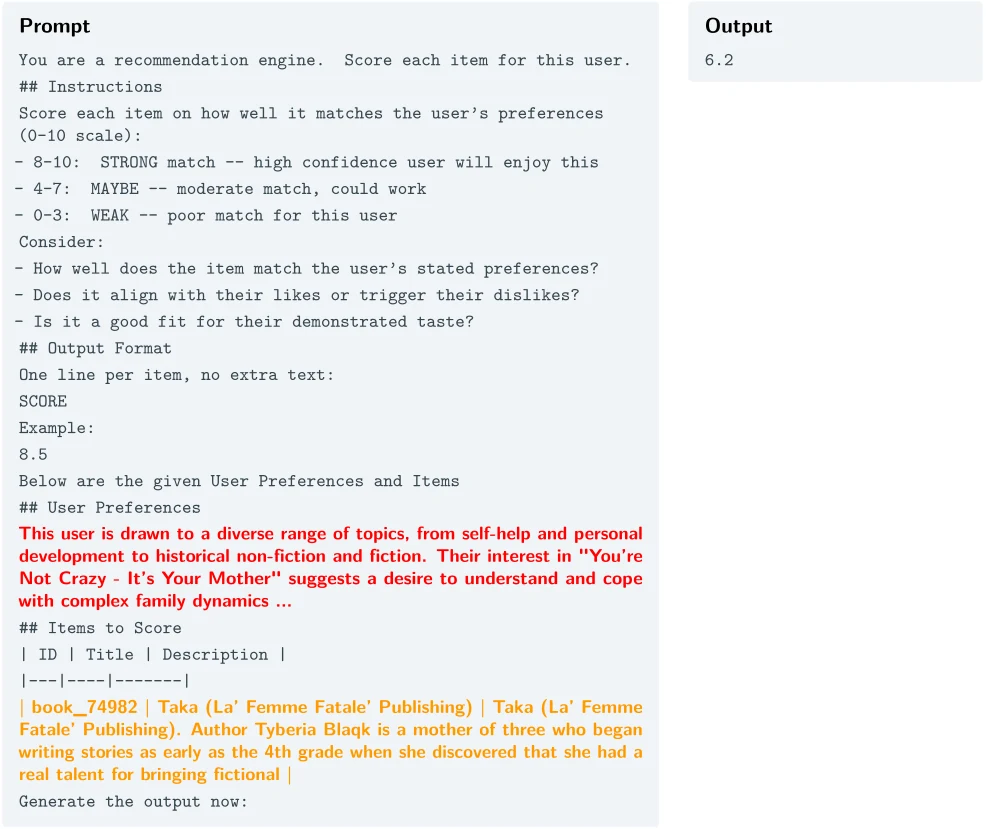 Prompt
You are a recommendation engine. Score each item for this user.
## Instructions
Score each item on how well it matches the user's preferences
(0-10 scale):
- 8-10: STRONG match -- high confidence user will enjoy this
- 4-7: MAYBE -- moderate match, could work
- 0-3: WEAK -- poor match for this user
Consider:
- How well does the item match the user's stated preferences?
- Does it align with their likes or trigger their dislikes?
- Is it a good fit for their demonstrated taste?
## Output Format
One line per item, no extra text:
SCORE
Example:
8.5
Below are the given User Preferences and Items
## User Preferences
This user is drawn to a diverse range of topics, from self-help and personal
development to historical non-fiction and fiction. Their interest in "You're
Not Crazy - It's Your Mother" suggests a desire to understand and cope
with complex family dynamics ...
## Items to Score
| ID | Title | Description |
|---|----|-------|
| book_74982 | Taka (La' Femme Fatale' Publishing) | Taka (La' Femme
Fatale' Publishing). Author Tyberia Blaqk is a mother of three who began
writing stories as early as the 4th grade when she discovered that she had a
real talent for bringing fictional |
Generate the output now:
Output
6.2